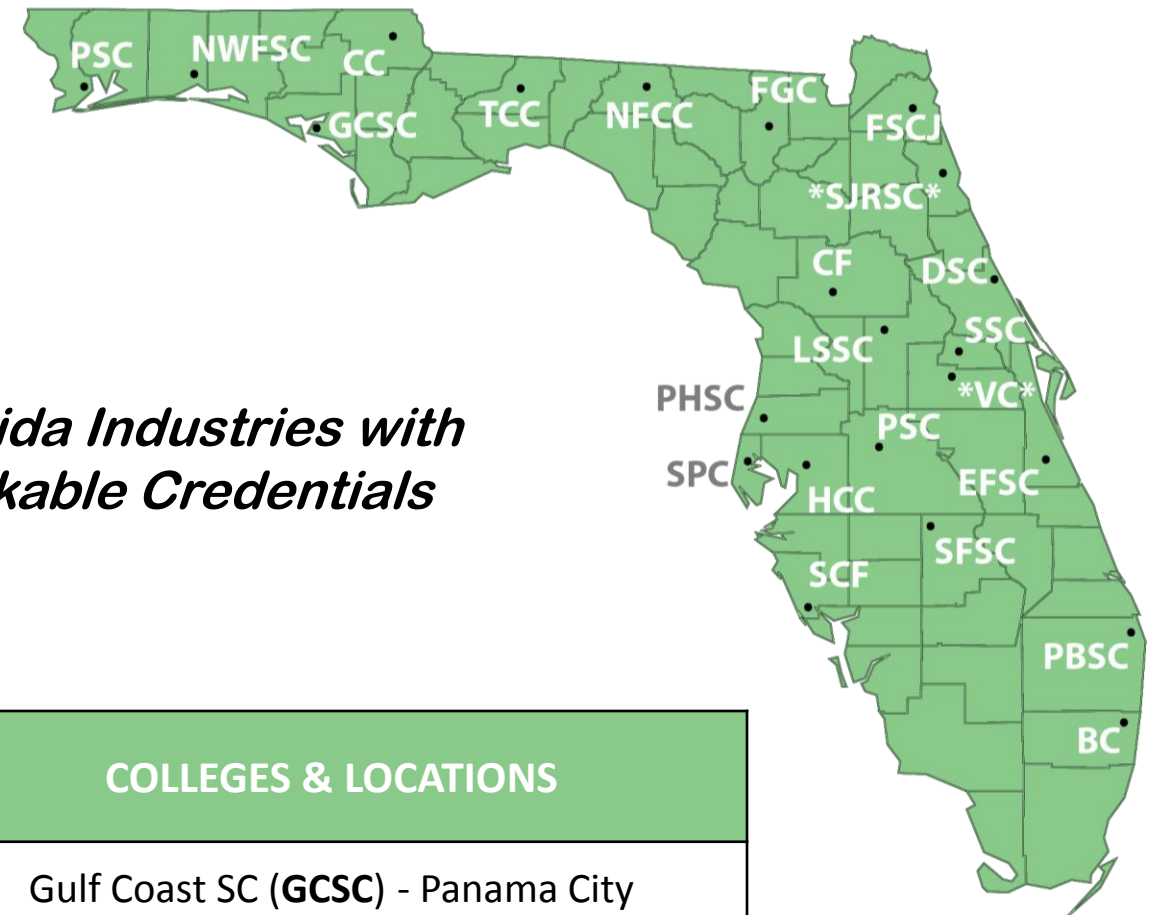 PSC
NWFSC
CC
GCSC
TCC
NFCC
FGC
FSCJ
*SJRSC*
CF
DSC
LSSC
SSC
*VC*
PHSC
PSC
SPC
HCC
EFSC
SFSC
SCF
PBSC
BC
ida Industries with
kable Credentials
COLLEGES & LOCATIONS
Gulf Coast SC (GCSC) - Panama City